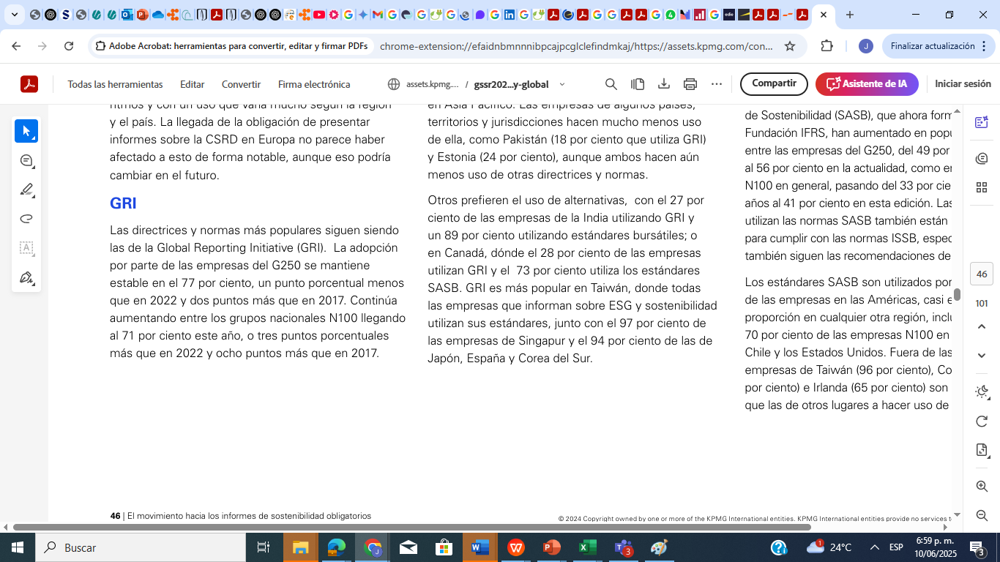 Adobe Acrobat: herramientas para convertir, editar y firmar PDFs
chrome-extension://efaidnbmnnnibpcajpcglclefindmkaj/https://assets.kpmg.com/con...
J
Finalizar actualización
Todas las herramientas
Editar
Convertir
Firma electrónica
assets.kpmg.... / gssr202...y-global
Compartir
Asistente de IA
Iniciar sesión
ritmos y con un uso que varía mucho según la región
y el país. La llegada de la obligación de presentar
informes sobre la CSRD en Europa no parece haber
afectado a esto de forma notable, aunque eso podría
cambiar en el futuro.
GRI
Las directrices y normas más populares siguen siendo
las de la Global Reporting Initiative (GRI). La adopción
por parte de las empresas del G250 se mantiene
estable en el 77 por ciento, un punto porcentual menos
que en 2022 y dos puntos más que en 2017. Continúa
aumentando entre los grupos nacionales N100 llegando
al 71 por ciento este año, o tres puntos porcentuales
más que en 2022 y ocho puntos más que en 2017.
en Asia Pacífico. Las empresas de algunos países,
territorios y jurisdicciones hacen mucho menos uso
de ella, como Pakistán (18 por ciento que utiliza GRI)
y Estonia (24 por ciento), aunque ambos hacen aún
menos uso de otras directrices y normas.
Otros prefieren el uso de alternativas, con el 27 por
ciento de las empresas de la India utilizando GRI y
un 89 por ciento utilizando estándares bursátiles; o
en Canadá, dónde el 28 por ciento de las empresas
utilizan GRI y el 73 por ciento utiliza los estándares
SASB. GRI es más popular en Taiwán, donde todas
las empresas que informan sobre ESG y sostenibilidad
utilizan sus estándares, junto con el 97 por ciento de
las empresas de Singapur y el 94 por ciento de las de
Japón, España y Corea del Sur.
de Sostenibilidad (SASB), que ahora form
Fundación IFRS, han aumentado en popu
entre las empresas del G250, del 49 por
al 56 por ciento en la actualidad, como en
N100 en general, pasando del 33 por cie
años al 41 por ciento en esta edición. Las
utilizan las normas SASB también están
para cumplir con las normas ISSB, espec
también siguen las recomendaciones de
Los estándares SASB son utilizados por
de las empresas en las Américas, casi e
proporción en cualquier otra región, inclu
70 por ciento de las empresas N100 en
Chile y los Estados Unidos. Fuera de las
empresas de Taiwán (96 por ciento), Co
por ciento) e Irlanda (65 por ciento) son
que las de otros lugares a hacer uso de
46
101
46 | El movimiento hacia los informes de sostenibilidad obligatorios
© 2024 Copyright owned by one or more of the KPMG International entities. KPMG International entities provide no services t
Buscar
24°C
ESP
6:59 p. m.
10/06/2025
3